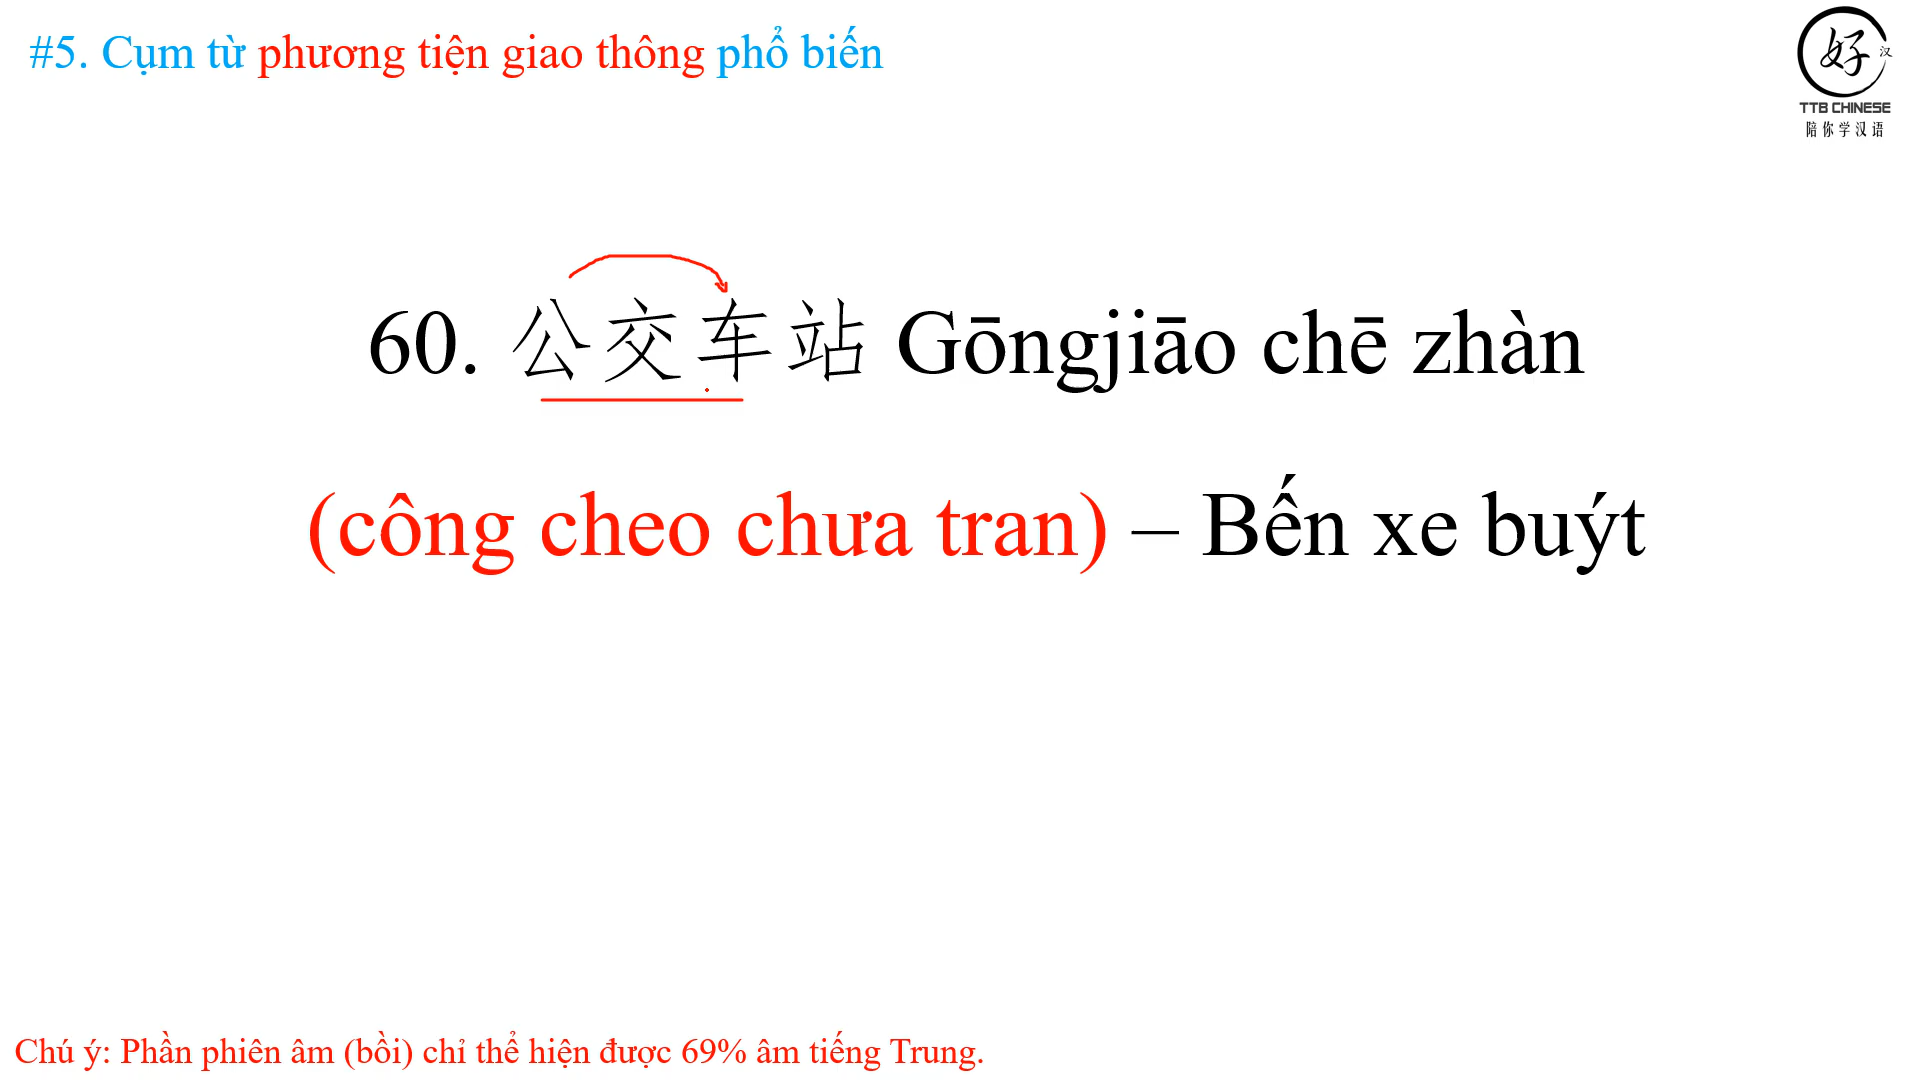 #5. Cụm từ phương tiện giao thông phổ biến
好
汉
TTB CHINESE
陪你学汉语
60. 公交车站 Gōngjiāo chē zhàn
(công cheo chưa tran) – Bến xe buýt
Chú ý: Phần phiên âm (bồi) chỉ thể hiện được 69% âm tiếng Trung.